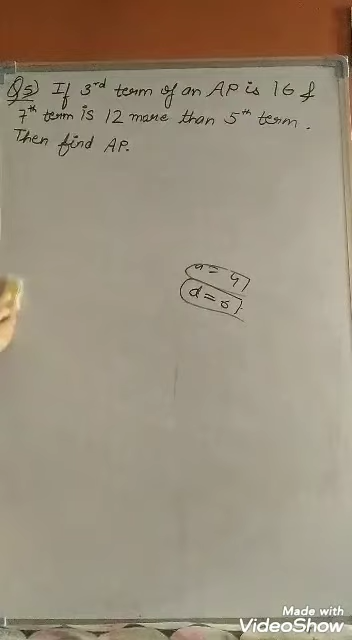 Q5) If 3rd term of an AP is 16 &
7th term is 12 more than 5th term.
Then find AP.
a = 4
d = 6
Made with
VideoShow